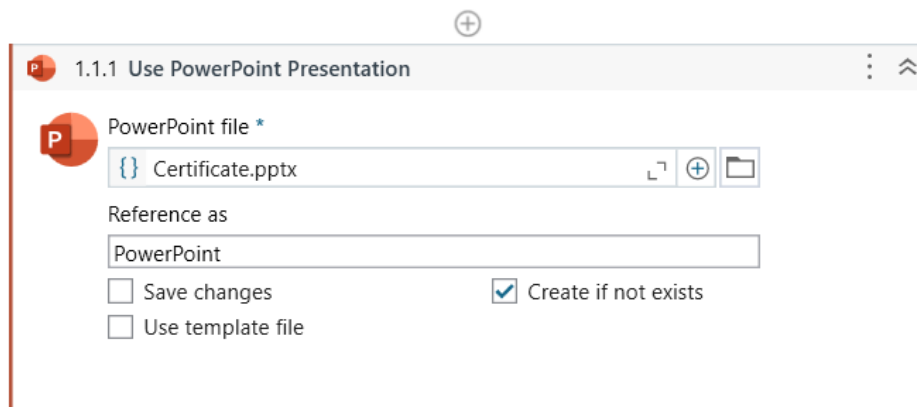 1.1.1 Use PowerPoint Presentation
P
PowerPoint file *
{} Certificate.pptx
Reference as
PowerPoint
Save changes
Create if not exists
Use template file